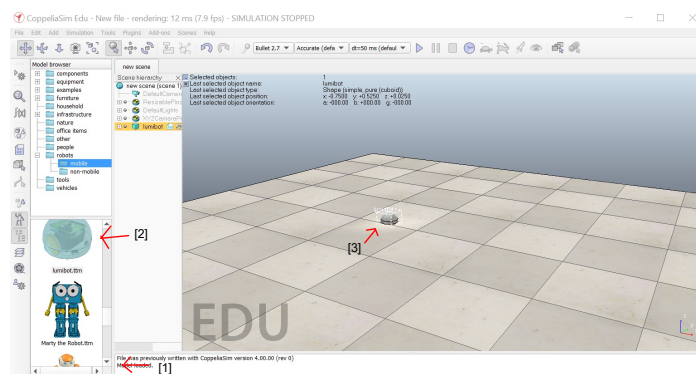 CoppeliaSim Edu - New file - rendering: 12 ms (7.9 fps) - SIMULATION STOPPED
File Edit Add Simulation Tools Plugins Add-ons Scenes Help
Bullet 2.7 Accurate (defa dt=50 ms (defaul
Model browser
components
equipment
examples
furniture
household
infrastructure
nature
office items
other
people
robots
mobile
non-mobile
tools
vehicles
lumibot.ttm
Marty the Robot.ttm
new scene
Scene hierarchy
new scene (scene 1)
DefaultCamera
ResizableFloo
DefaultLights
XYZCameraPr
lumibot
Selected objects: 1
Last selected object name: lumibot
Last selected object type: Shape (simple, pure (cuboid))
Last selected object position: x: -0.7500 y: +0.5250 z: +0.0250
Last selected object orientation: a: -000.00 b: +000.00 g: -000.00
[2]
[3]
EDU
File was previously written with CoppeliaSim version 4.00.00 (rev 0)
Model loaded.
[1]